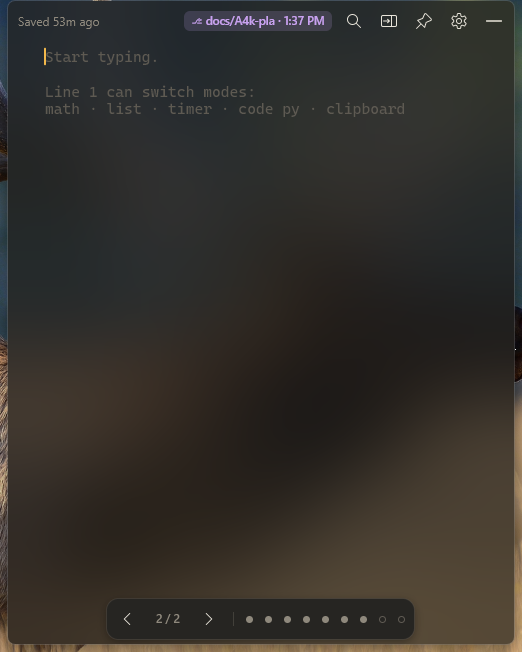 Saved 53m ago
docs/A4k-pla · 1:37 PM
Start typing.
Line 1 can switch modes:
math · list · timer · code py · clipboard
2/2